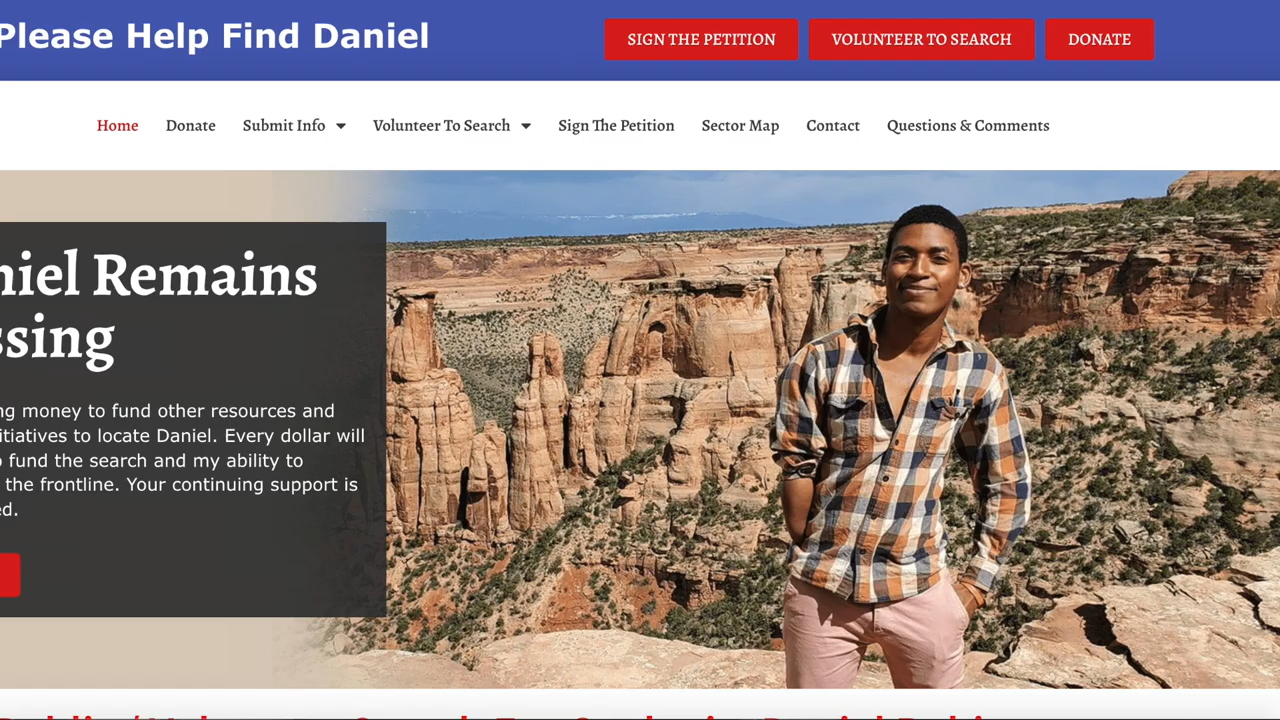 Please Help Find Daniel
SIGN THE PETITION
VOLUNTEER TO SEARCH
DONATE
Home
Donate
Submit Info
Volunteer To Search
Sign The Petition
Sector Map
Contact
Questions & Comments
niel Remains
ssing
ng money to fund other resources and
itiatives to locate Daniel. Every dollar will
o fund the search and my ability to
the frontline. Your continuing support is
ed.